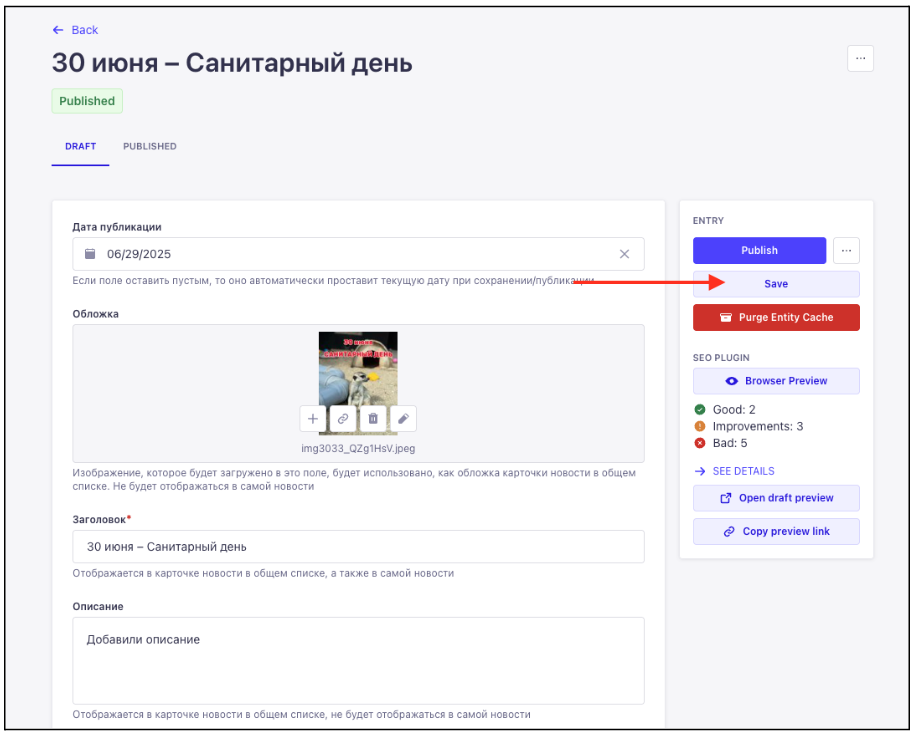 Back
30 июня – Санитарный день
...
Published
DRAFT
PUBLISHED
Дата публикации
06/29/2025
Если поле оставить пустым, то оно автоматически проставит текущую дату при сохранении/публикации
Обложка
30 июня
САНИТАРНЫЙ ДЕНЬ
img3033_QZg1HsV.jpeg
Изображение, которое будет загружено в это поле, будет использовано, как обложка карточки новости в общем
списке. Не будет отображаться в самой новости
Заголовок*
30 июня – Санитарный день
Отображается в карточке новости в общем списке, а также в самой новости
Описание
Добавили описание
Отображается в карточке новости в общем списке, не будет отображаться в самой новости
ENTRY
Publish
...
Save
Purge Entity Cache
SEO PLUGIN
Browser Preview
Good: 2
Improvements: 3
Bad: 5
SEE DETAILS
Open draft preview
Copy preview link